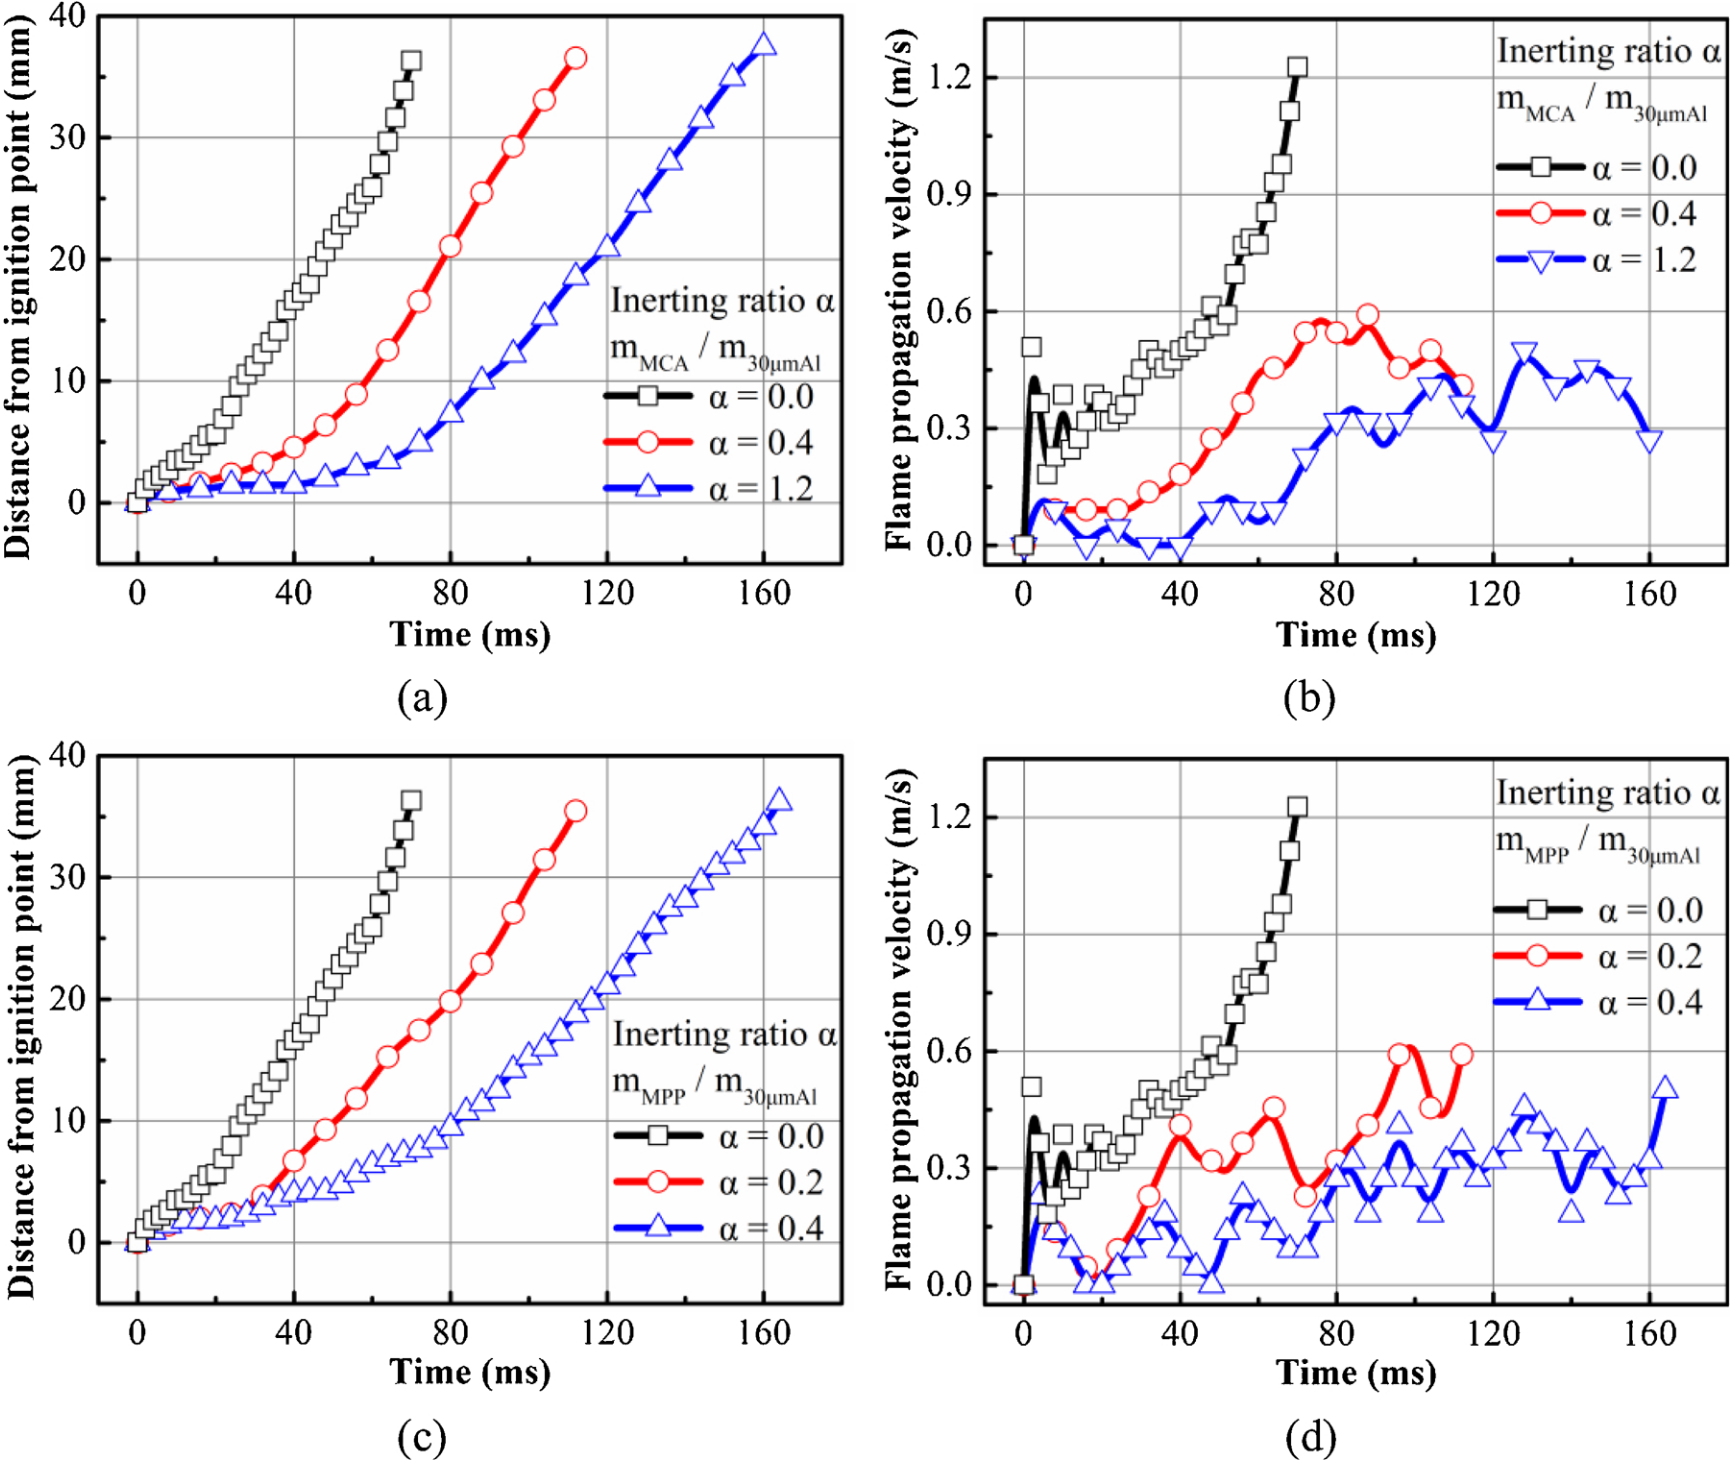 40
30
20
10
0
Distance from ignition point (mm)
Inerting ratio α
mMCA / m30μmAl
α = 0.0
α = 0.4
α = 1.2
0 40 80 120 160
Time (ms)
(a)
1.2
0.9
0.6
0.3
0.0
Flame propagation velocity (m/s)
Inerting ratio α
mMCA / m30μmAl
α = 0.0
α = 0.4
α = 1.2
0 40 80 120 160
Time (ms)
(b)
40
30
20
10
0
Distance from ignition point (mm)
Inerting ratio α
mMPP / m30μmAl
α = 0.0
α = 0.2
α = 0.4
0 40 80 120 160
Time (ms)
(c)
1.2
0.9
0.6
0.3
0.0
Flame propagation velocity (m/s)
Inerting ratio α
mMPP / m30μmAl
α = 0.0
α = 0.2
α = 0.4
0 40 80 120 160
Time (ms)
(d)